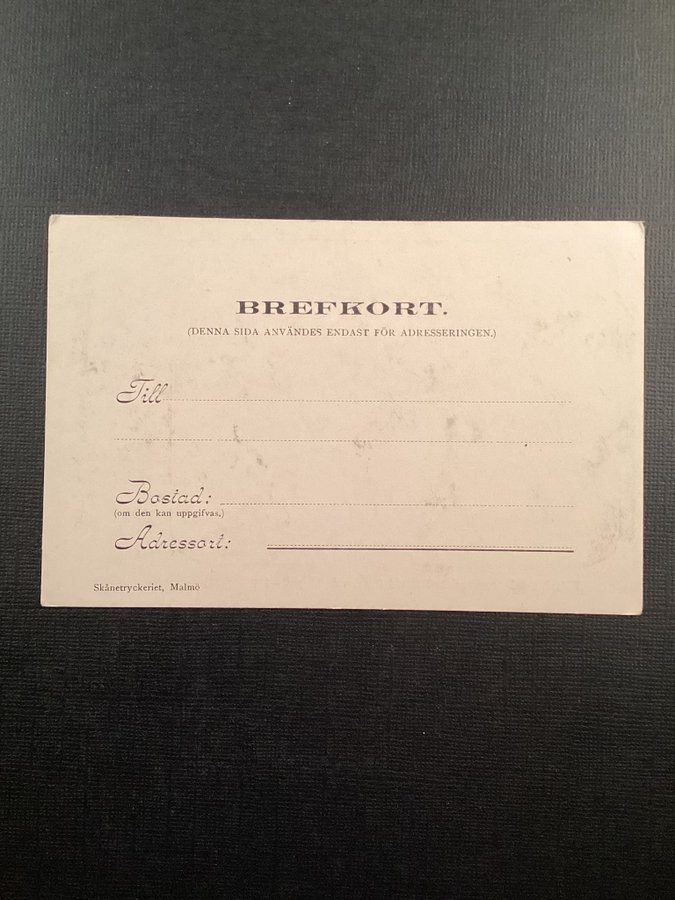 BREFKORT.
(DENNA SIDA ANVÄNDES ENDAST FÖR ADRESSERINGEN.)
Till
Bostad:
(om den kan uppgifvas.)
Adressort:
Skånetryckeriet, Malmö